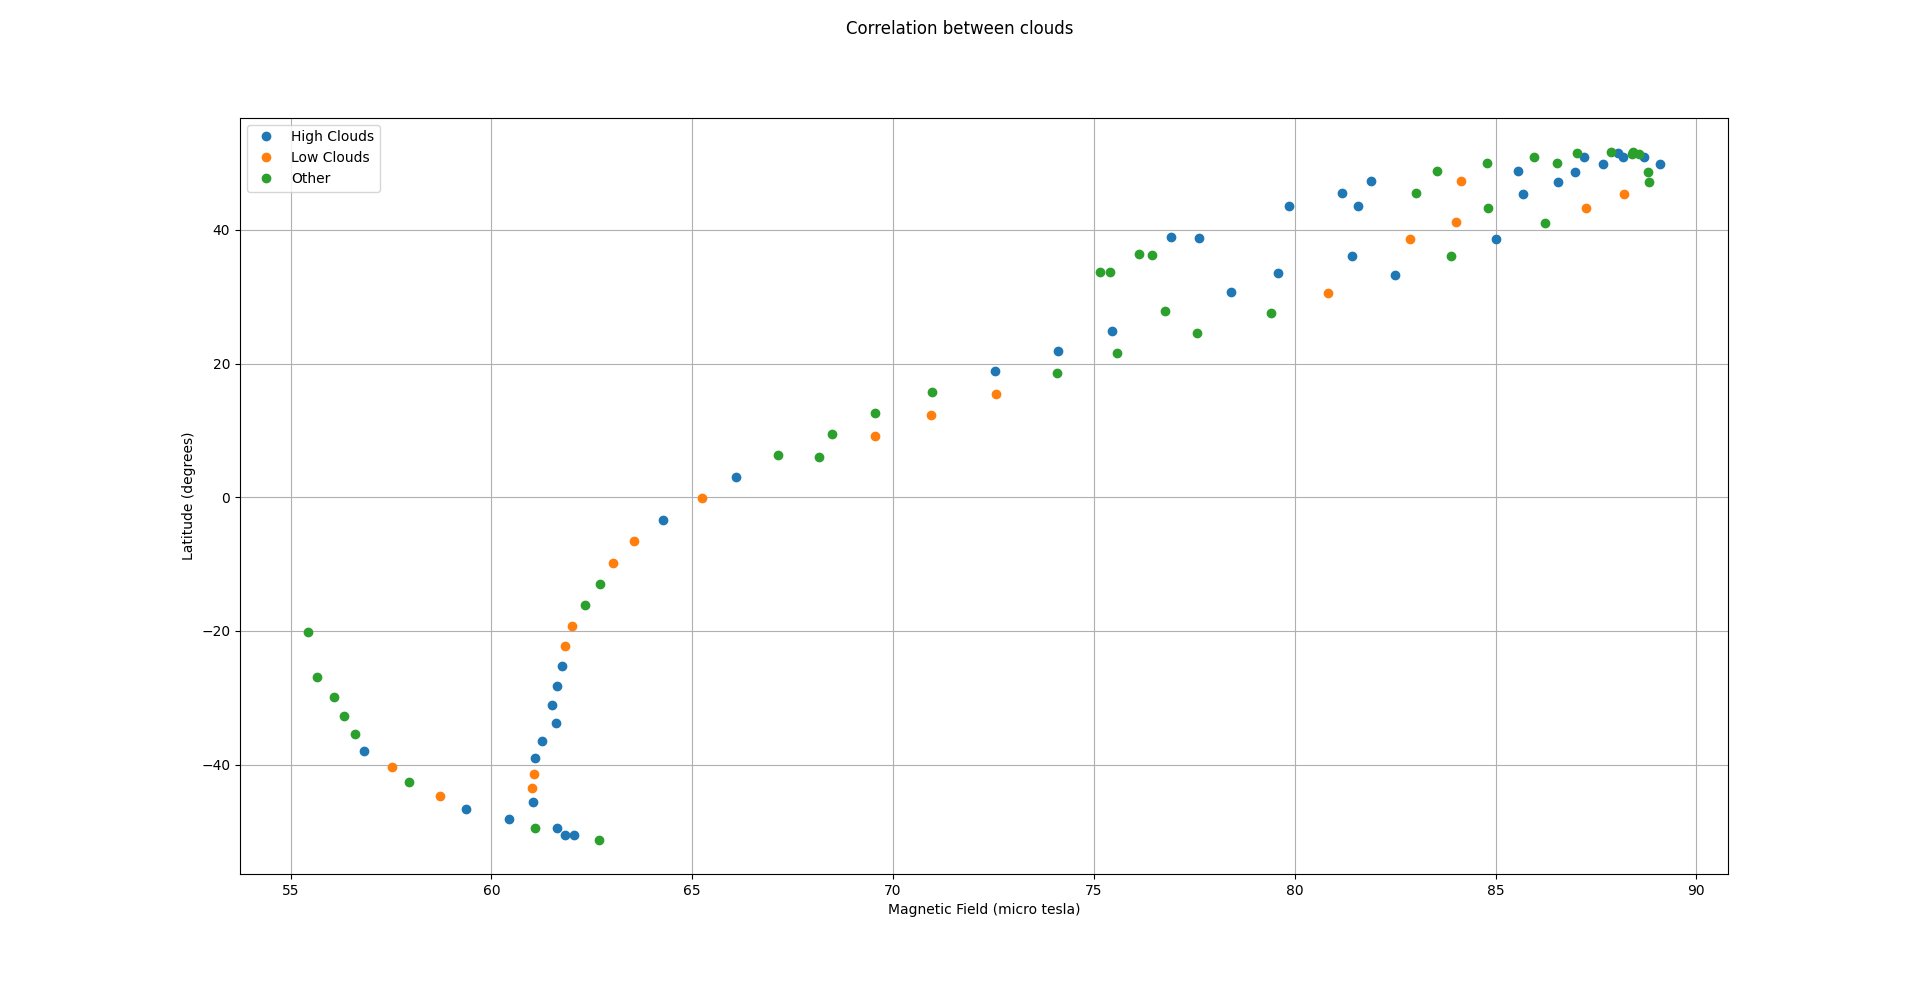 Correlation between clouds
High Clouds
Low Clouds
Other
Latitude (degrees)
40
20
0
−20
−40
55 60 65 70 75 80 85 90
Magnetic Field (micro tesla)